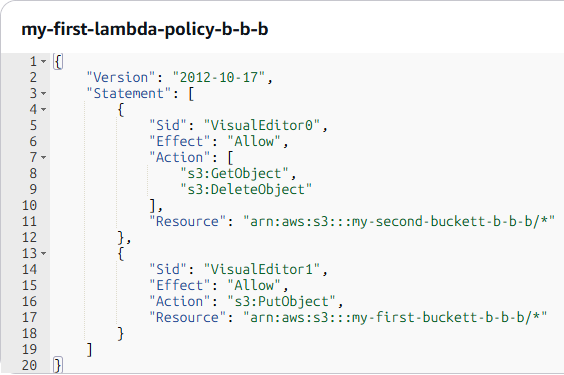 my-first-lambda-policy-b-b-b
1 {
2     "Version": "2012-10-17",
3     "Statement": [
4         {
5             "Sid": "VisualEditor0",
6             "Effect": "Allow",
7             "Action": [
8                 "s3:GetObject",
9                 "s3:DeleteObject"
10             ],
11             "Resource": "arn:aws:s3:::my-second-buckett-b-b-b/*"
12         },
13         {
14             "Sid": "VisualEditor1",
15             "Effect": "Allow",
16             "Action": "s3:PutObject",
17             "Resource": "arn:aws:s3:::my-first-buckett-b-b-b/*"
18         }
19     ]
20 }